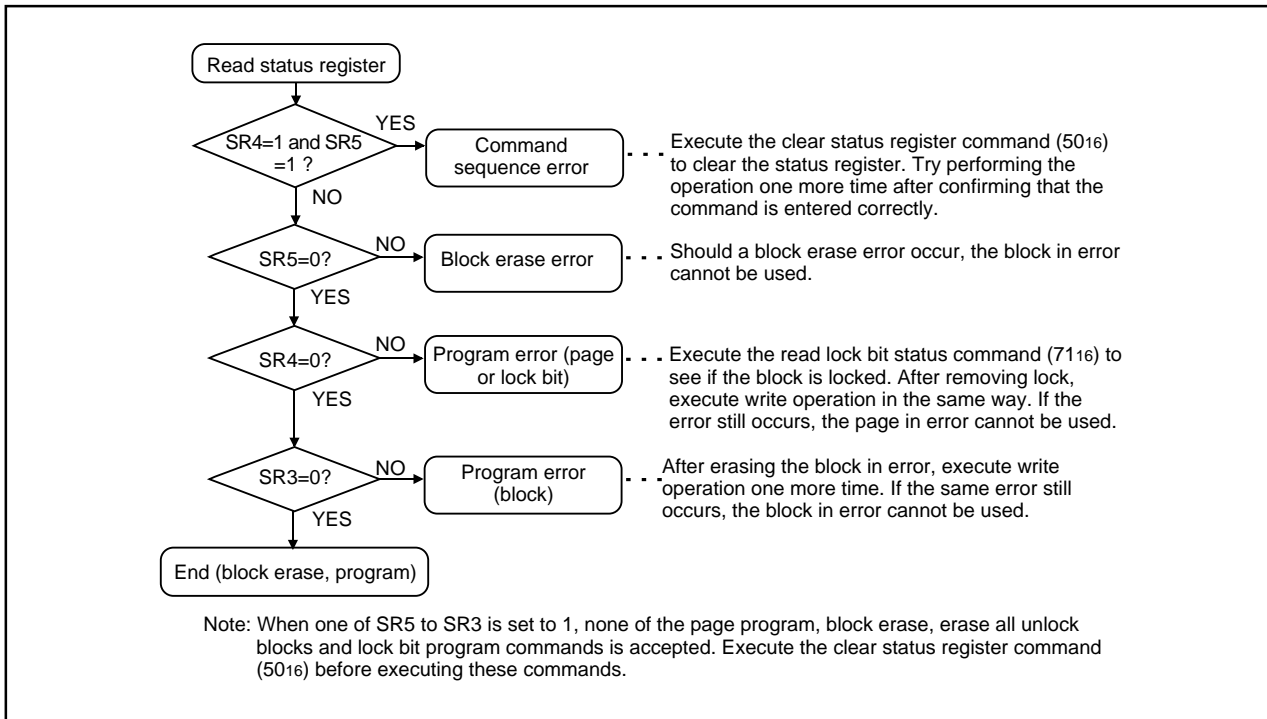 Read status register
SR4=1 and SR5
=1 ?
YES
Command
sequence error
Execute the clear status register command (5016)
to clear the status register. Try performing the
operation one more time after confirming that the
command is entered correctly.
NO
SR5=0?
NO
Block erase error
Should a block erase error occur, the block in error
cannot be used.
YES
SR4=0?
NO
Program error (page
or lock bit)
Execute the read lock bit status command (7116) to
see if the block is locked. After removing lock,
execute write operation in the same way. If the
error still occurs, the page in error cannot be used.
YES
SR3=0?
NO
Program error
(block)
After erasing the block in error, execute write
operation one more time. If the same error still
occurs, the block in error cannot be used.
YES
End (block erase, program)
Note: When one of SR5 to SR3 is set to 1, none of the page program, block erase, erase all unlock
blocks and lock bit program commands is accepted. Execute the clear status register command
(5016) before executing these commands.